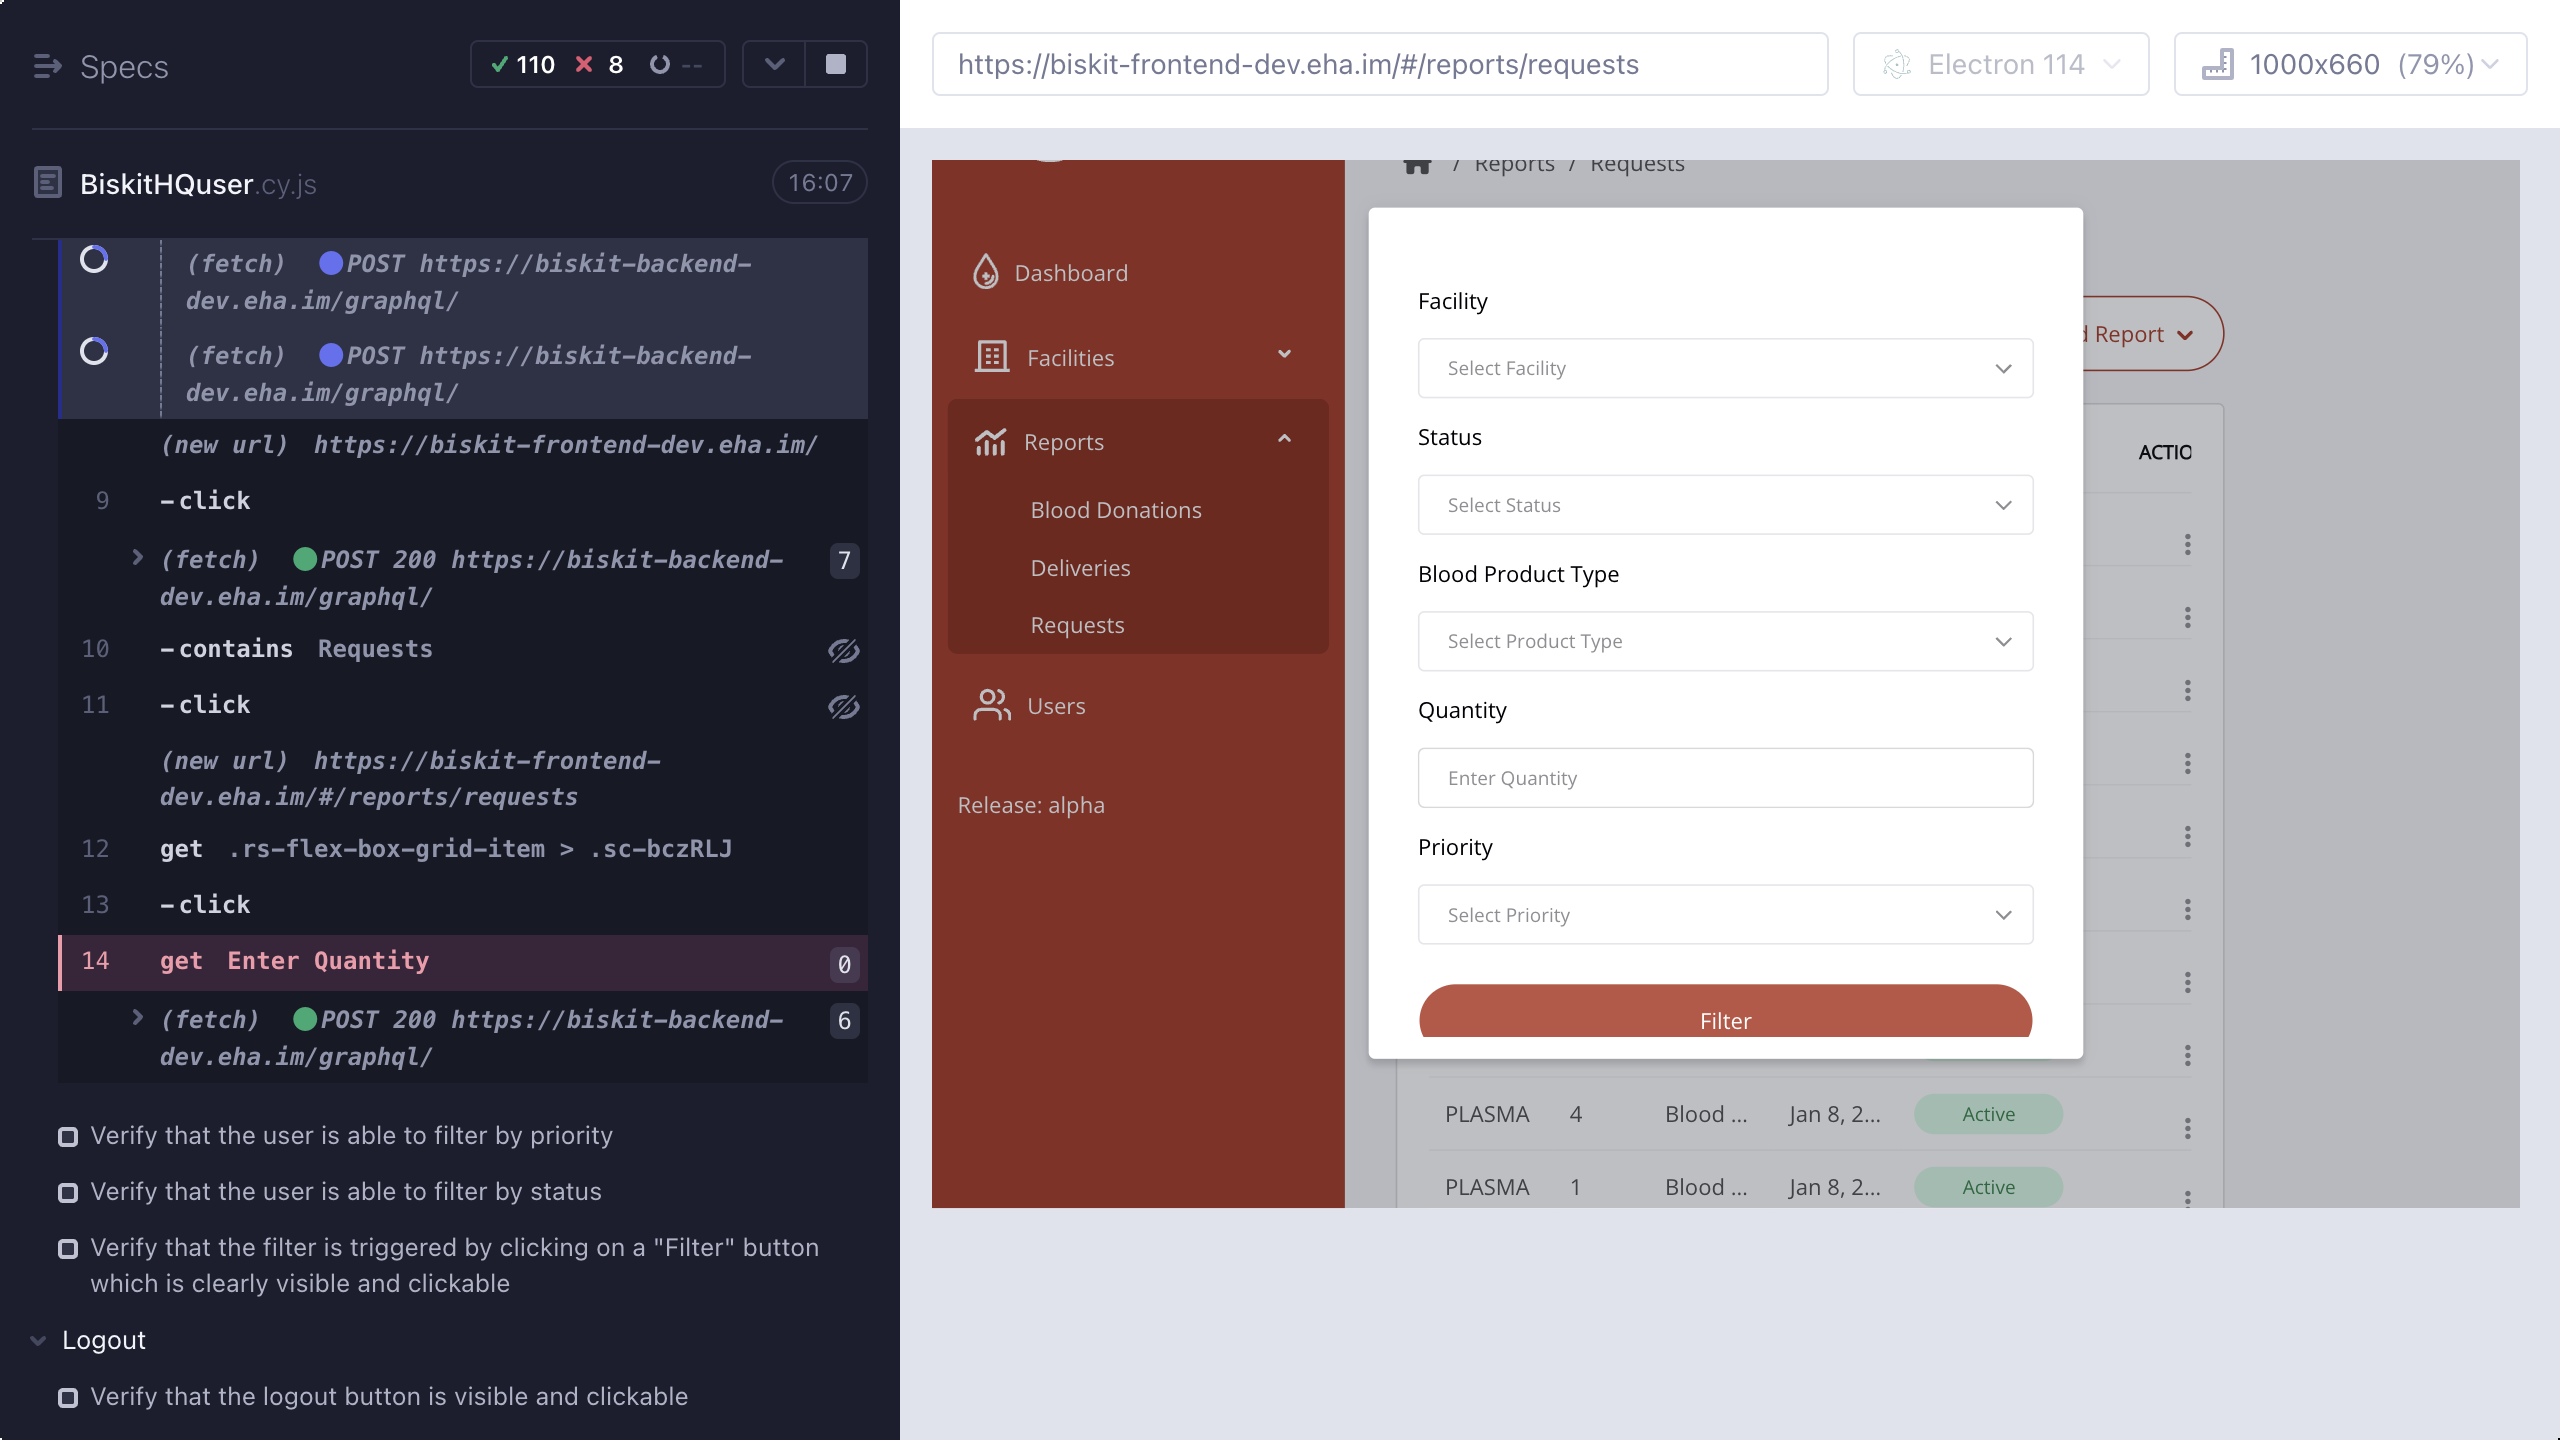 Specs
110 8 --
BiskitHQuser.cy.js 16:07
(fetch) POST https://biskit-backend-
dev.eha.im/graphql/
(fetch) POST https://biskit-backend-
dev.eha.im/graphql/
(new url) https://biskit-frontend-dev.eha.im/
9 -click
(fetch) POST 200 https://biskit-backend- 7
dev.eha.im/graphql/
10 -contains Requests
11 -click
(new url) https://biskit-frontend-
dev.eha.im/#/reports/requests
12 get .rs-flex-box-grid-item > .sc-bczRLJ
13 -click
14 get Enter Quantity 0
(fetch) POST 200 https://biskit-backend- 6
dev.eha.im/graphql/
Verify that the user is able to filter by priority
Verify that the user is able to filter by status
Verify that the filter is triggered by clicking on a "Filter" button
which is clearly visible and clickable
Logout
Verify that the logout button is visible and clickable
https://biskit-frontend-dev.eha.im/#/reports/requests
Electron 114
1000x660 (79%)
/ Reports / Requests
Dashboard
Facilities
Reports
Blood Donations
Deliveries
Requests
Users
Release: alpha
Facility
Select Facility
Status
Select Status
Blood Product Type
Select Product Type
Quantity
Enter Quantity
Priority
Select Priority
Filter
d Report
ACTIO
PLASMA 4 Blood ... Jan 8, 2... Active
PLASMA 1 Blood ... Jan 8, 2... Active